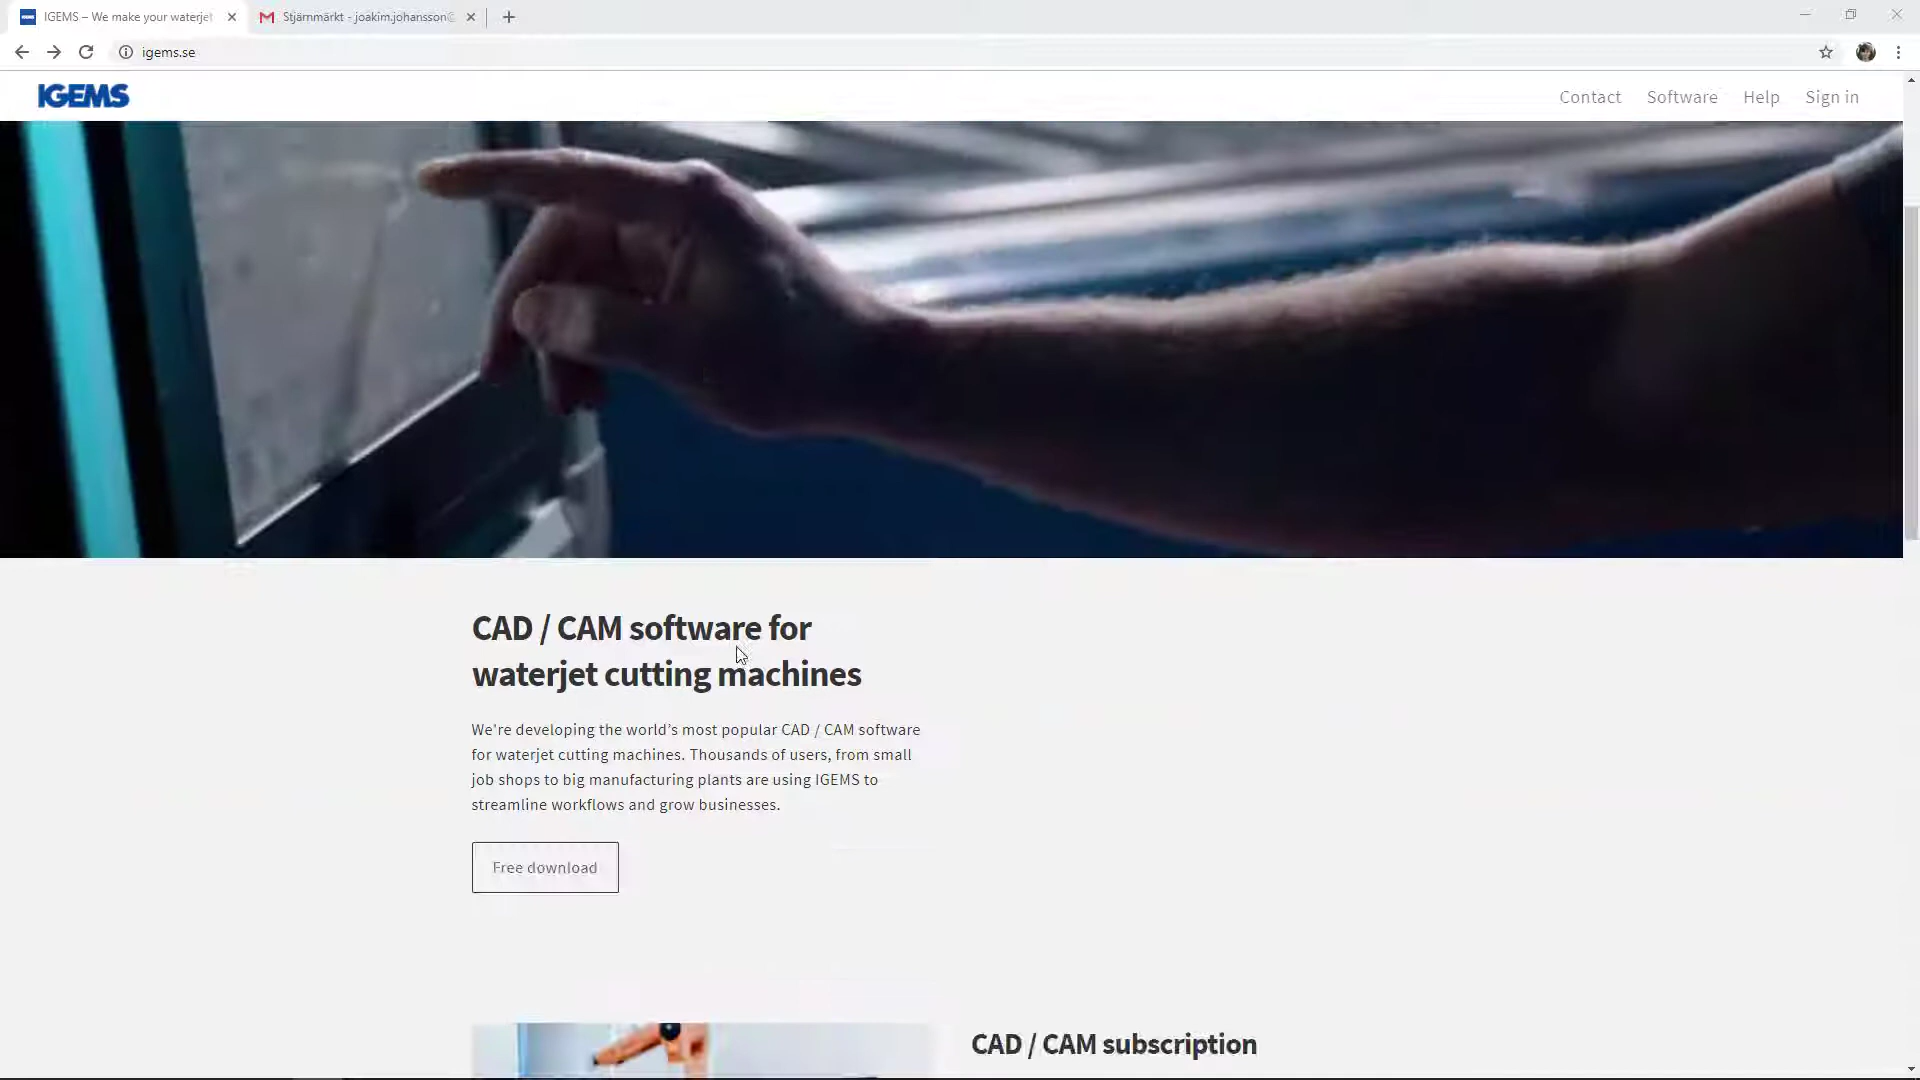 IGEMS – We make your waterjet
Stjärnmärkt - joakim.johansson@
igems.se
IGEMS
Contact
Software
Help
Sign in
CAD / CAM software for
waterjet cutting machines
We're developing the world’s most popular CAD / CAM software
for waterjet cutting machines. Thousands of users, from small
job shops to big manufacturing plants are using IGEMS to
streamline workflows and grow businesses.
Free download
CAD / CAM subscription